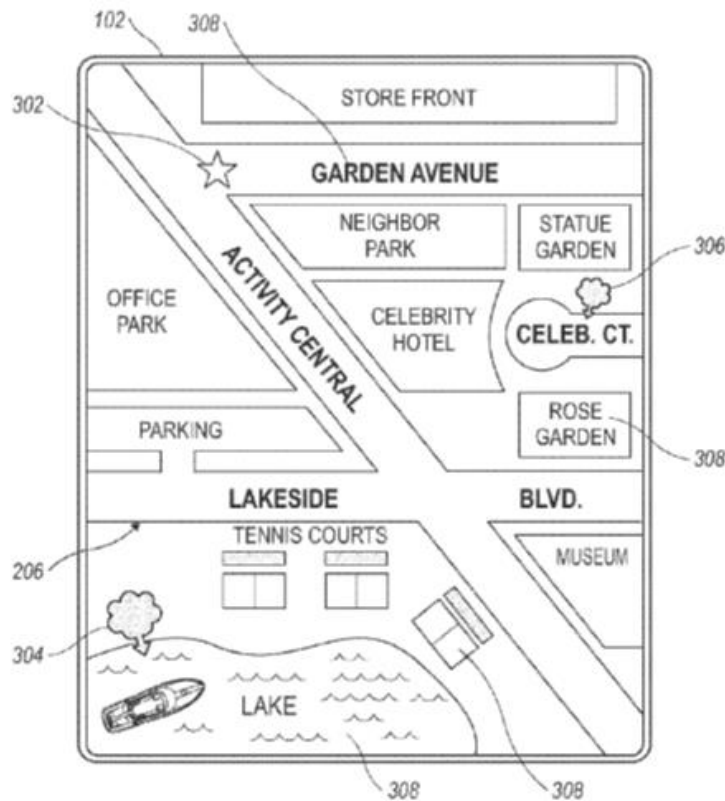 308
102
STORE FRONT
302
GARDEN AVENUE
NEIGHBOR
PARK
STATUE
GARDEN
306
OFFICE
PARK
ACTIVITY CENTRAL
CELEBRITY
HOTEL
CELEB. CT.
PARKING
ROSE
GARDEN
308
LAKESIDE BLVD.
TENNIS COURTS
206
MUSEUM
304
LAKE
308
308